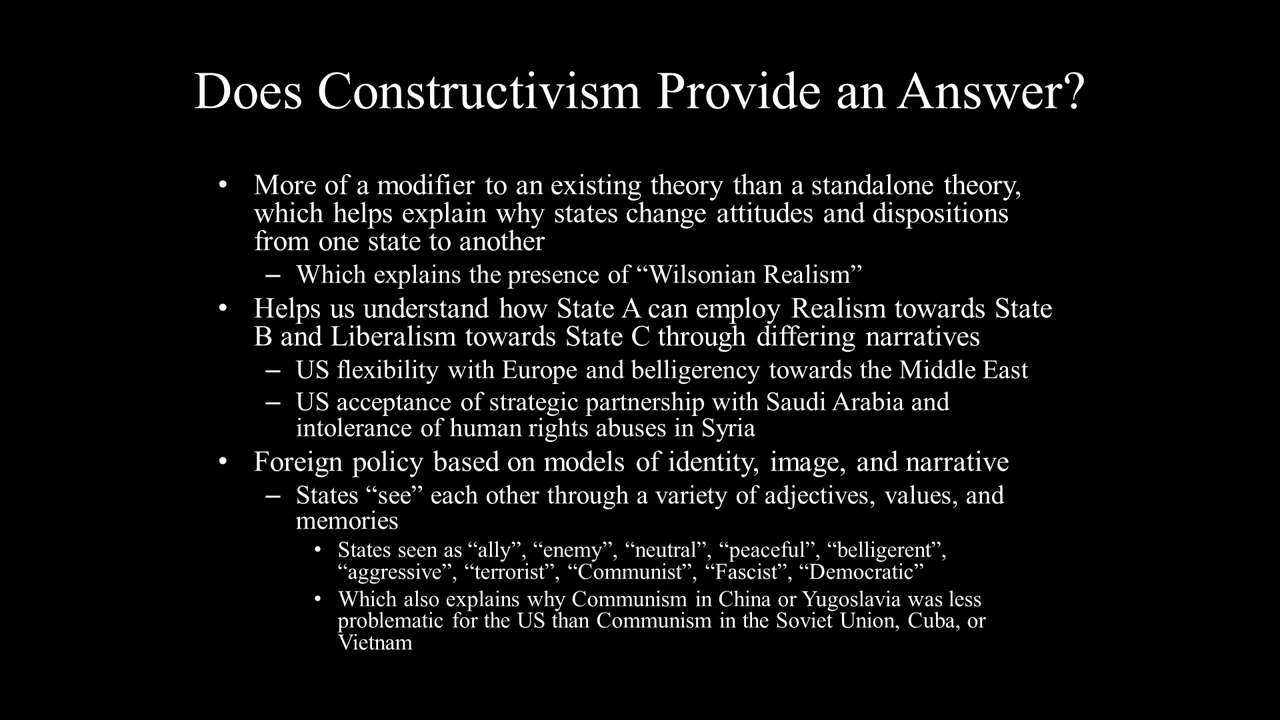 Does Constructivism Provide an Answer?
• More of a modifier to an existing theory than a standalone theory,
which helps explain why states change attitudes and dispositions
from one state to another
– Which explains the presence of “Wilsonian Realism”
• Helps us understand how State A can employ Realism towards State
B and Liberalism towards State C through differing narratives
– US flexibility with Europe and belligerency towards the Middle East
– US acceptance of strategic partnership with Saudi Arabia and
intolerance of human rights abuses in Syria
• Foreign policy based on models of identity, image, and narrative
– States “see” each other through a variety of adjectives, values, and
memories
• States seen as “ally”, “enemy”, “neutral”, “peaceful”, “belligerent”,
“aggressive”, “terrorist”, “Communist”, “Fascist”, “Democratic”
• Which also explains why Communism in China or Yugoslavia was less
problematic for the US than Communism in the Soviet Union, Cuba, or
Vietnam